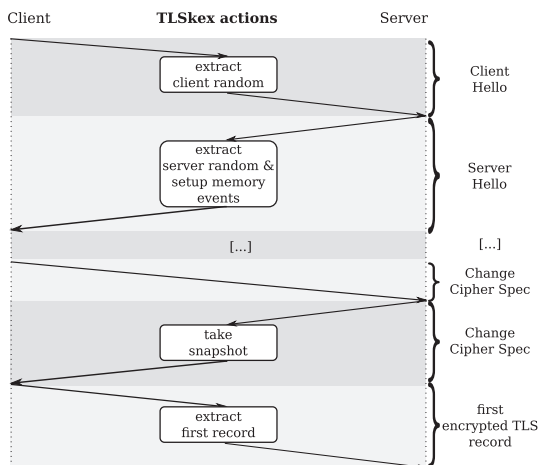 Client
TLSkex actions
Server
extract
client random
Client
Hello
extract
server random &
setup memory
events
Server
Hello
[...]
[...]
Change
Cipher Spec
take
snapshot
Change
Cipher Spec
extract
first record
first
encrypted TLS
record